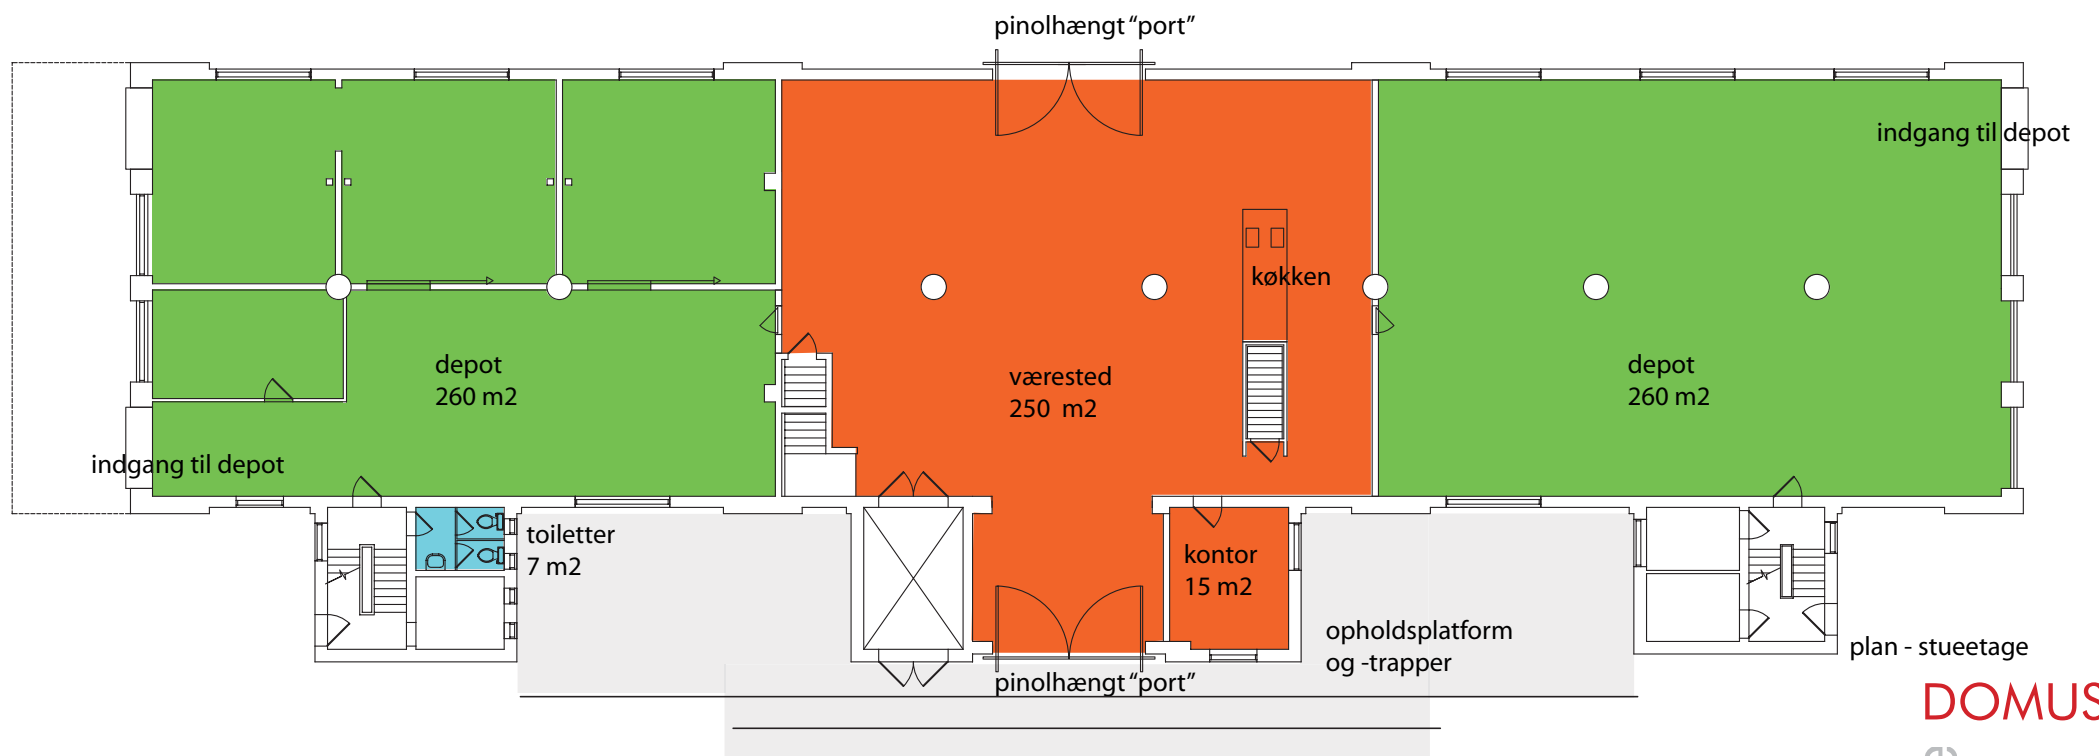 pinolhængt “port”
indgang til depot
køkken
depot
260 m2
værested
250 m2
depot
260 m2
indgang til depot
toiletter
7 m2
kontor
15 m2
opholdsplatform
og -trapper
plan - stueetage
pinolhængt “port”
DOMUS